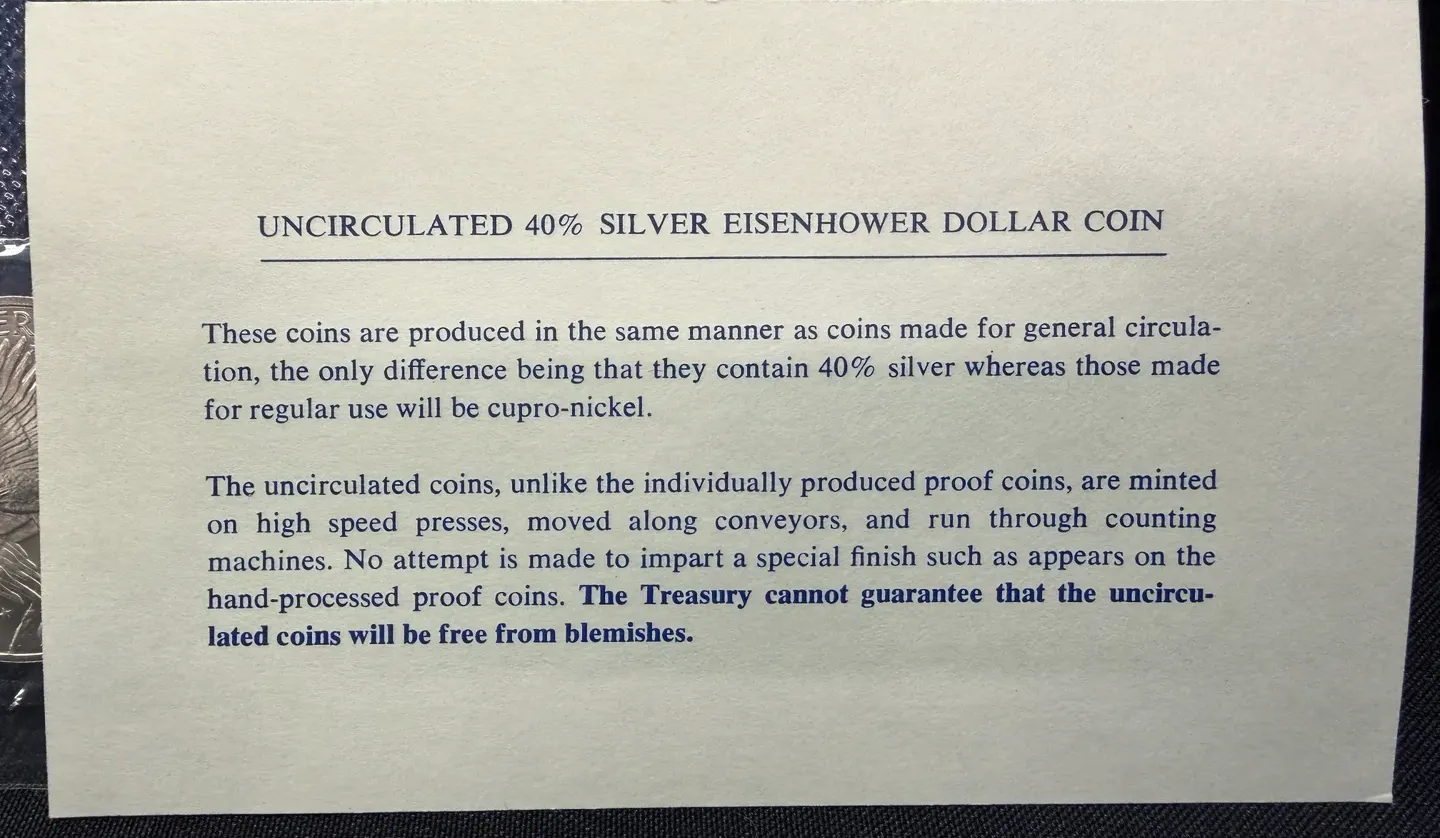 UNCIRCULATED 40% SILVER EISENHOWER DOLLAR COIN
These coins are produced in the same manner as coins made for general circula-
tion, the only difference being that they contain 40% silver whereas those made
for regular use will be cupro-nickel.
The uncirculated coins, unlike the individually produced proof coins, are minted
on high speed presses, moved along conveyors, and run through counting
machines. No attempt is made to impart a special finish such as appears on the
hand-processed proof coins. The Treasury cannot guarantee that the uncircu-
lated coins will be free from blemishes.
ER